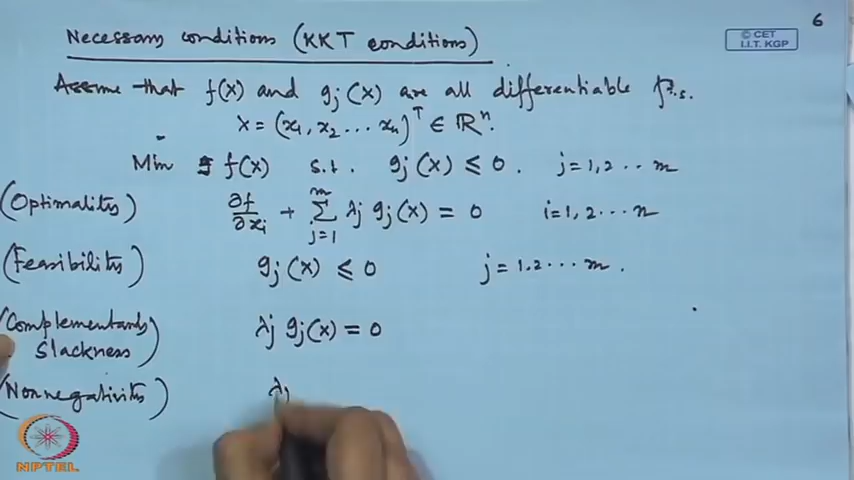 6
© CET
I.I.T. KGP
Necessary conditions (KKT conditions)
Assume that f(X) and gj(X) are all differentiable f^n.s.
X = (x1, x2 ... xn)^T ∈ ℝ^n.
Min f(X) s.t. gj(X) ≤ 0. j = 1, 2 ... m
(Optimality) ∂f/∂xi + Σ_{j=1}^{m} λj gj(X) = 0 i = 1, 2 ... n
(Feasibility) gj(X) ≤ 0 j = 1.2 ... m.
(Complementary λj gj(X) = 0
Slackness)
(Nonnegativity) λj
NPTEL